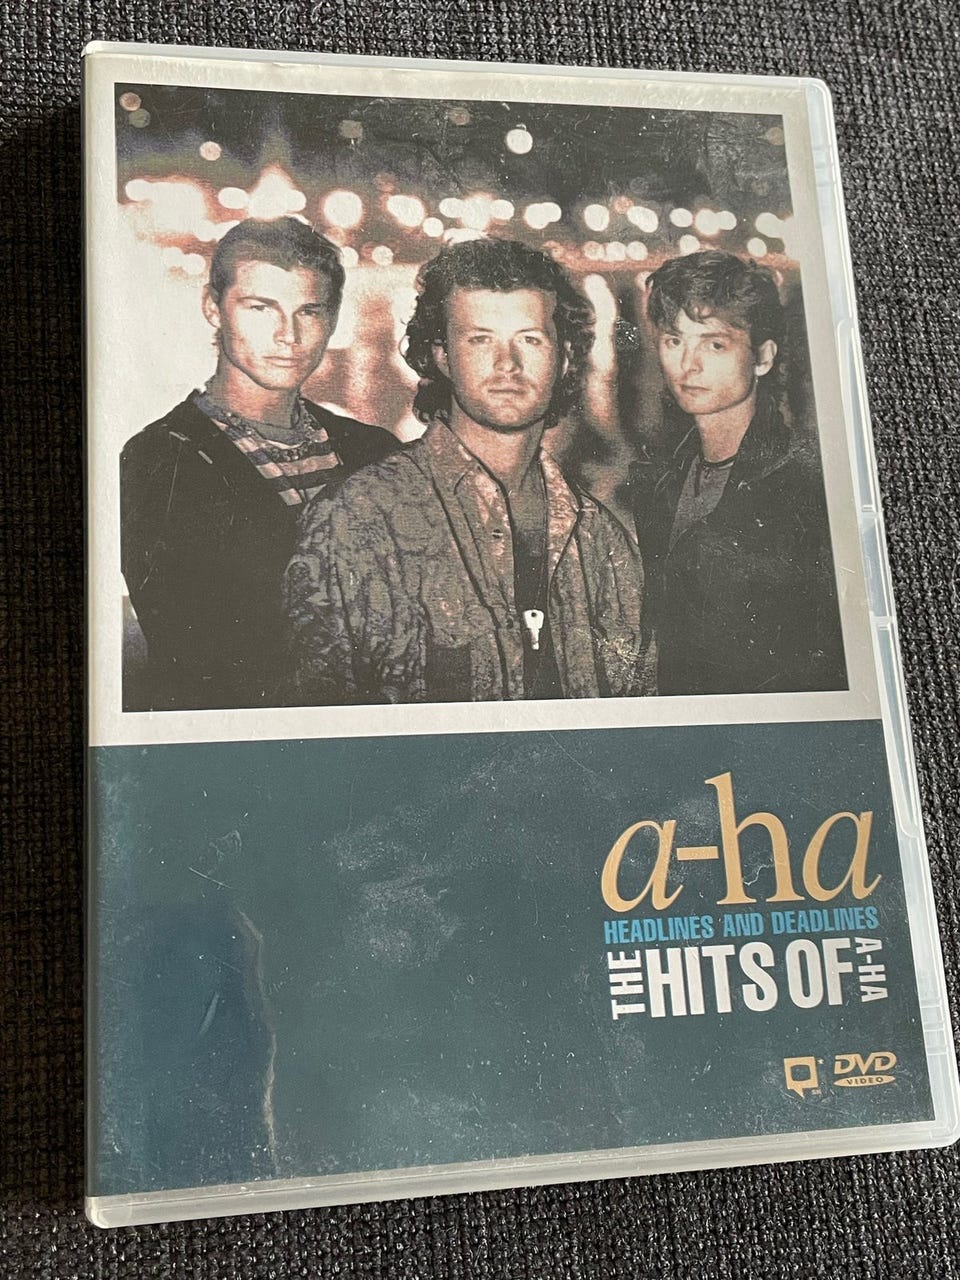 a-ha
HEADLINES AND DEADLINES
THE HITS OF A-HA
DVD
VIDEO